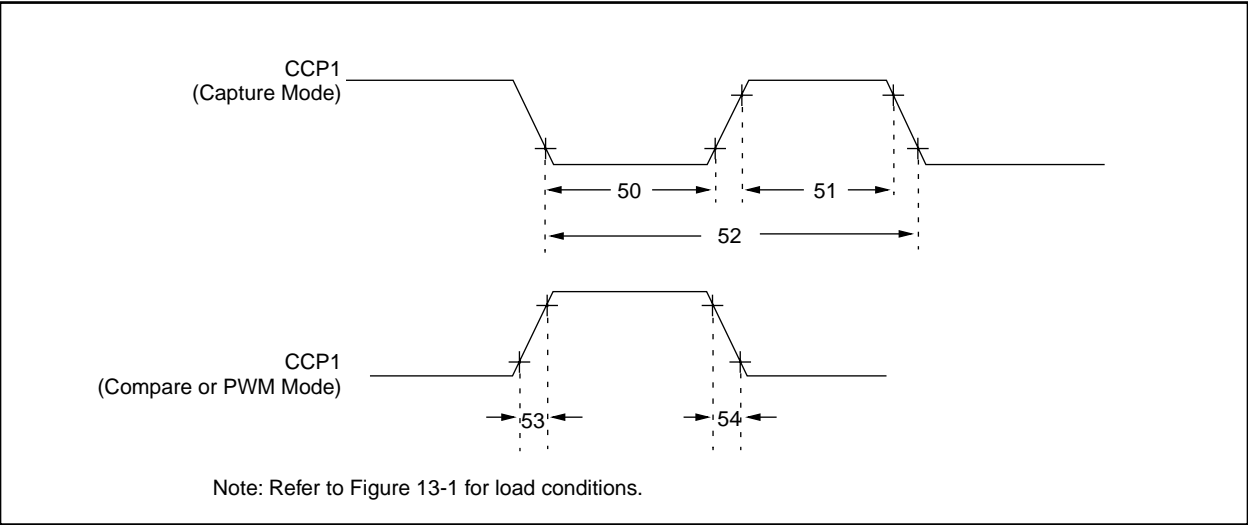 CCP1
(Capture Mode)
50
51
52
CCP1
(Compare or PWM Mode)
53
54
Note: Refer to Figure 13-1 for load conditions.